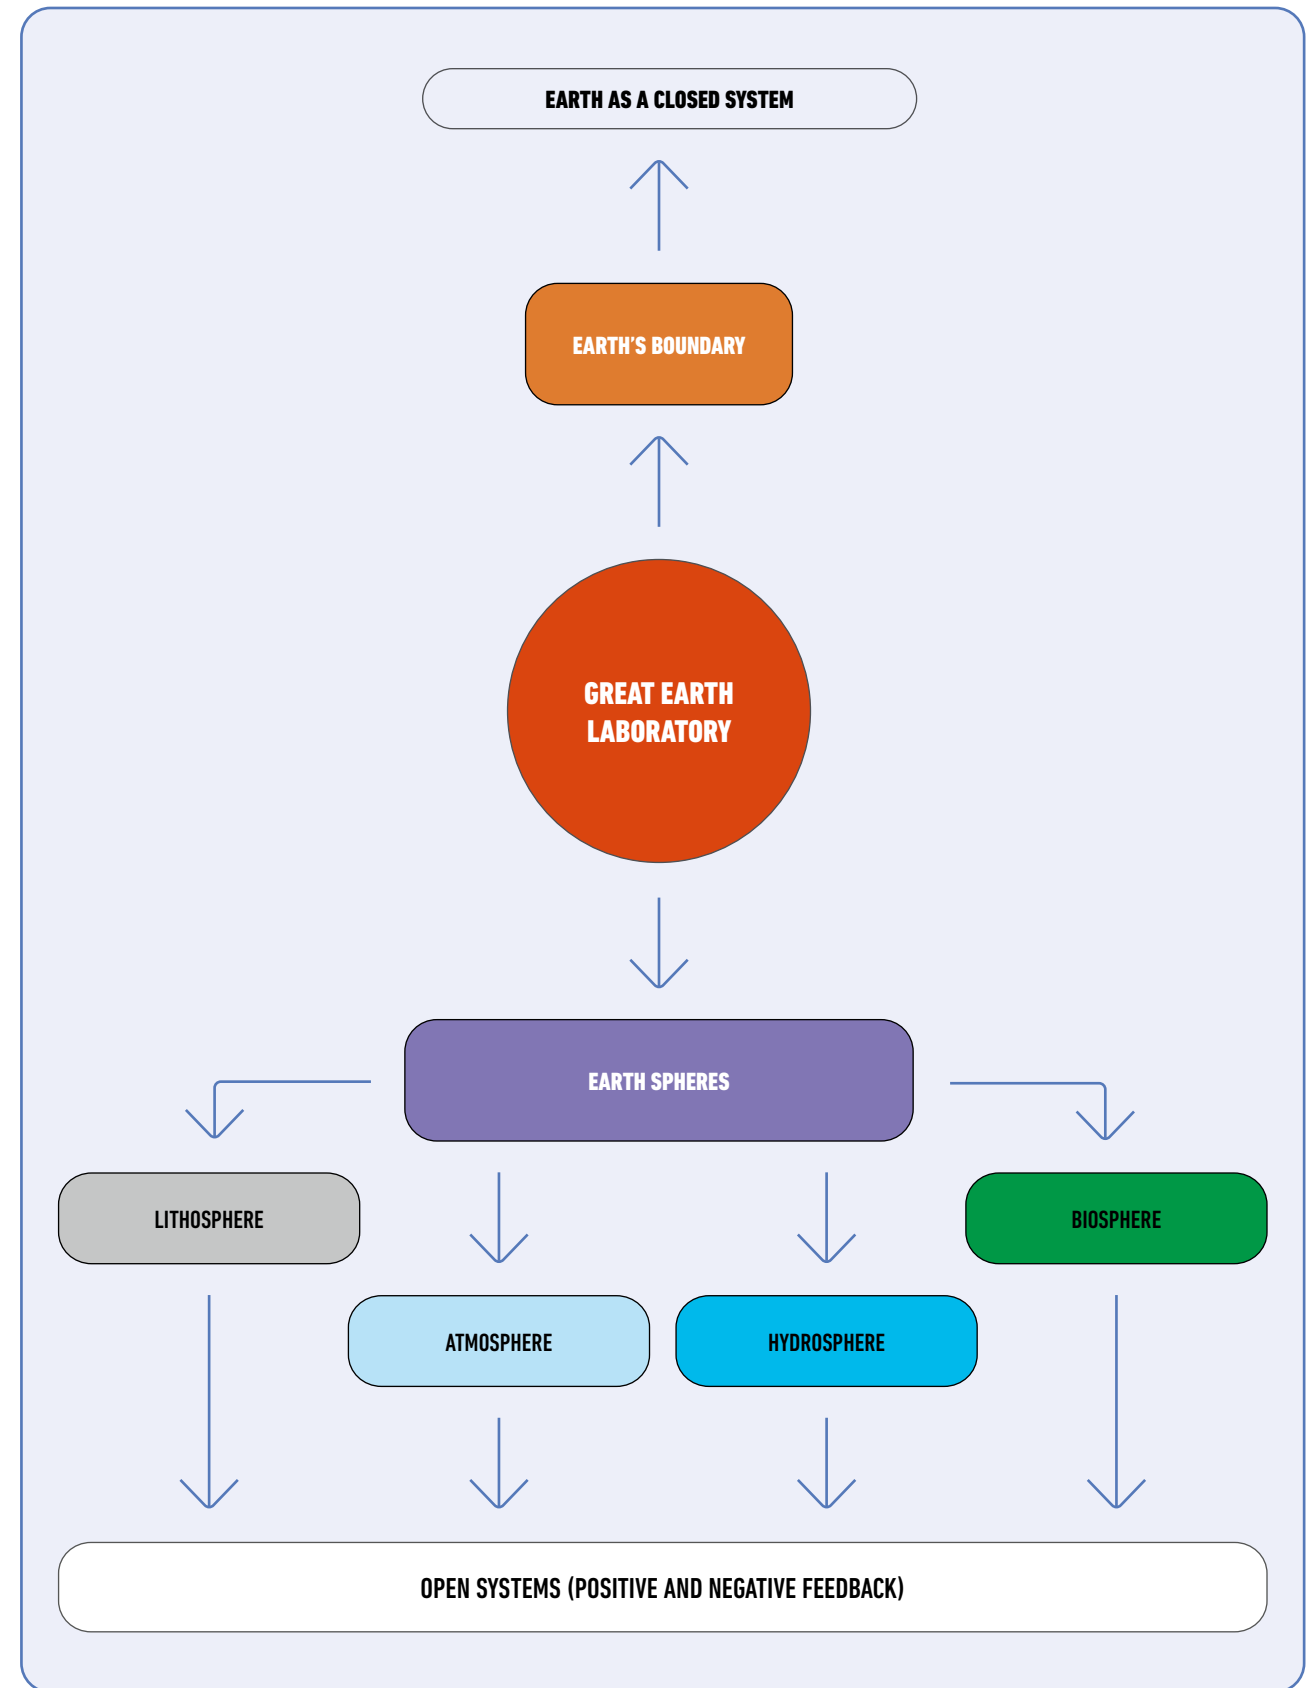 EARTH AS A CLOSED SYSTEM
EARTH'S BOUNDARY
GREAT EARTH
LABORATORY
EARTH SPHERES
LITHOSPHERE
BIOSPHERE
ATMOSPHERE
HYDROSPHERE
OPEN SYSTEMS (POSITIVE AND NEGATIVE FEEDBACK)